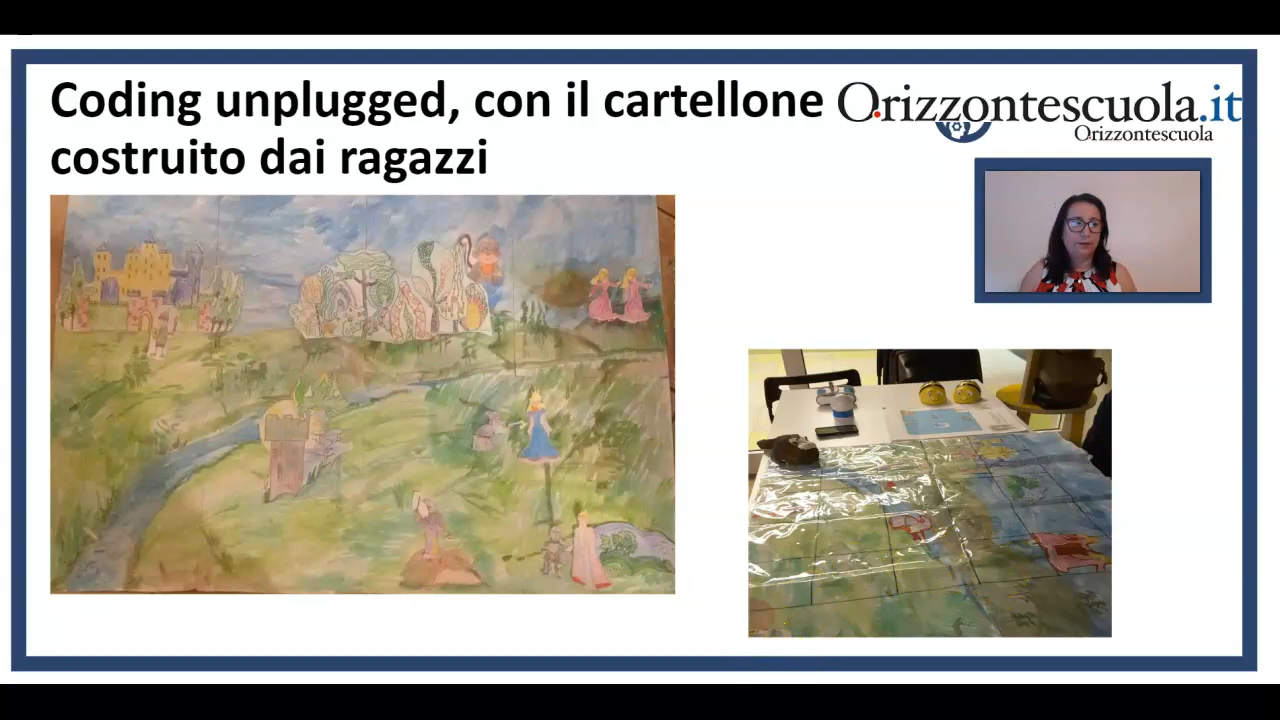 Coding unplugged, con il cartellone
costruito dai ragazzi
Orizzontescuola.it
Orizzontescuola